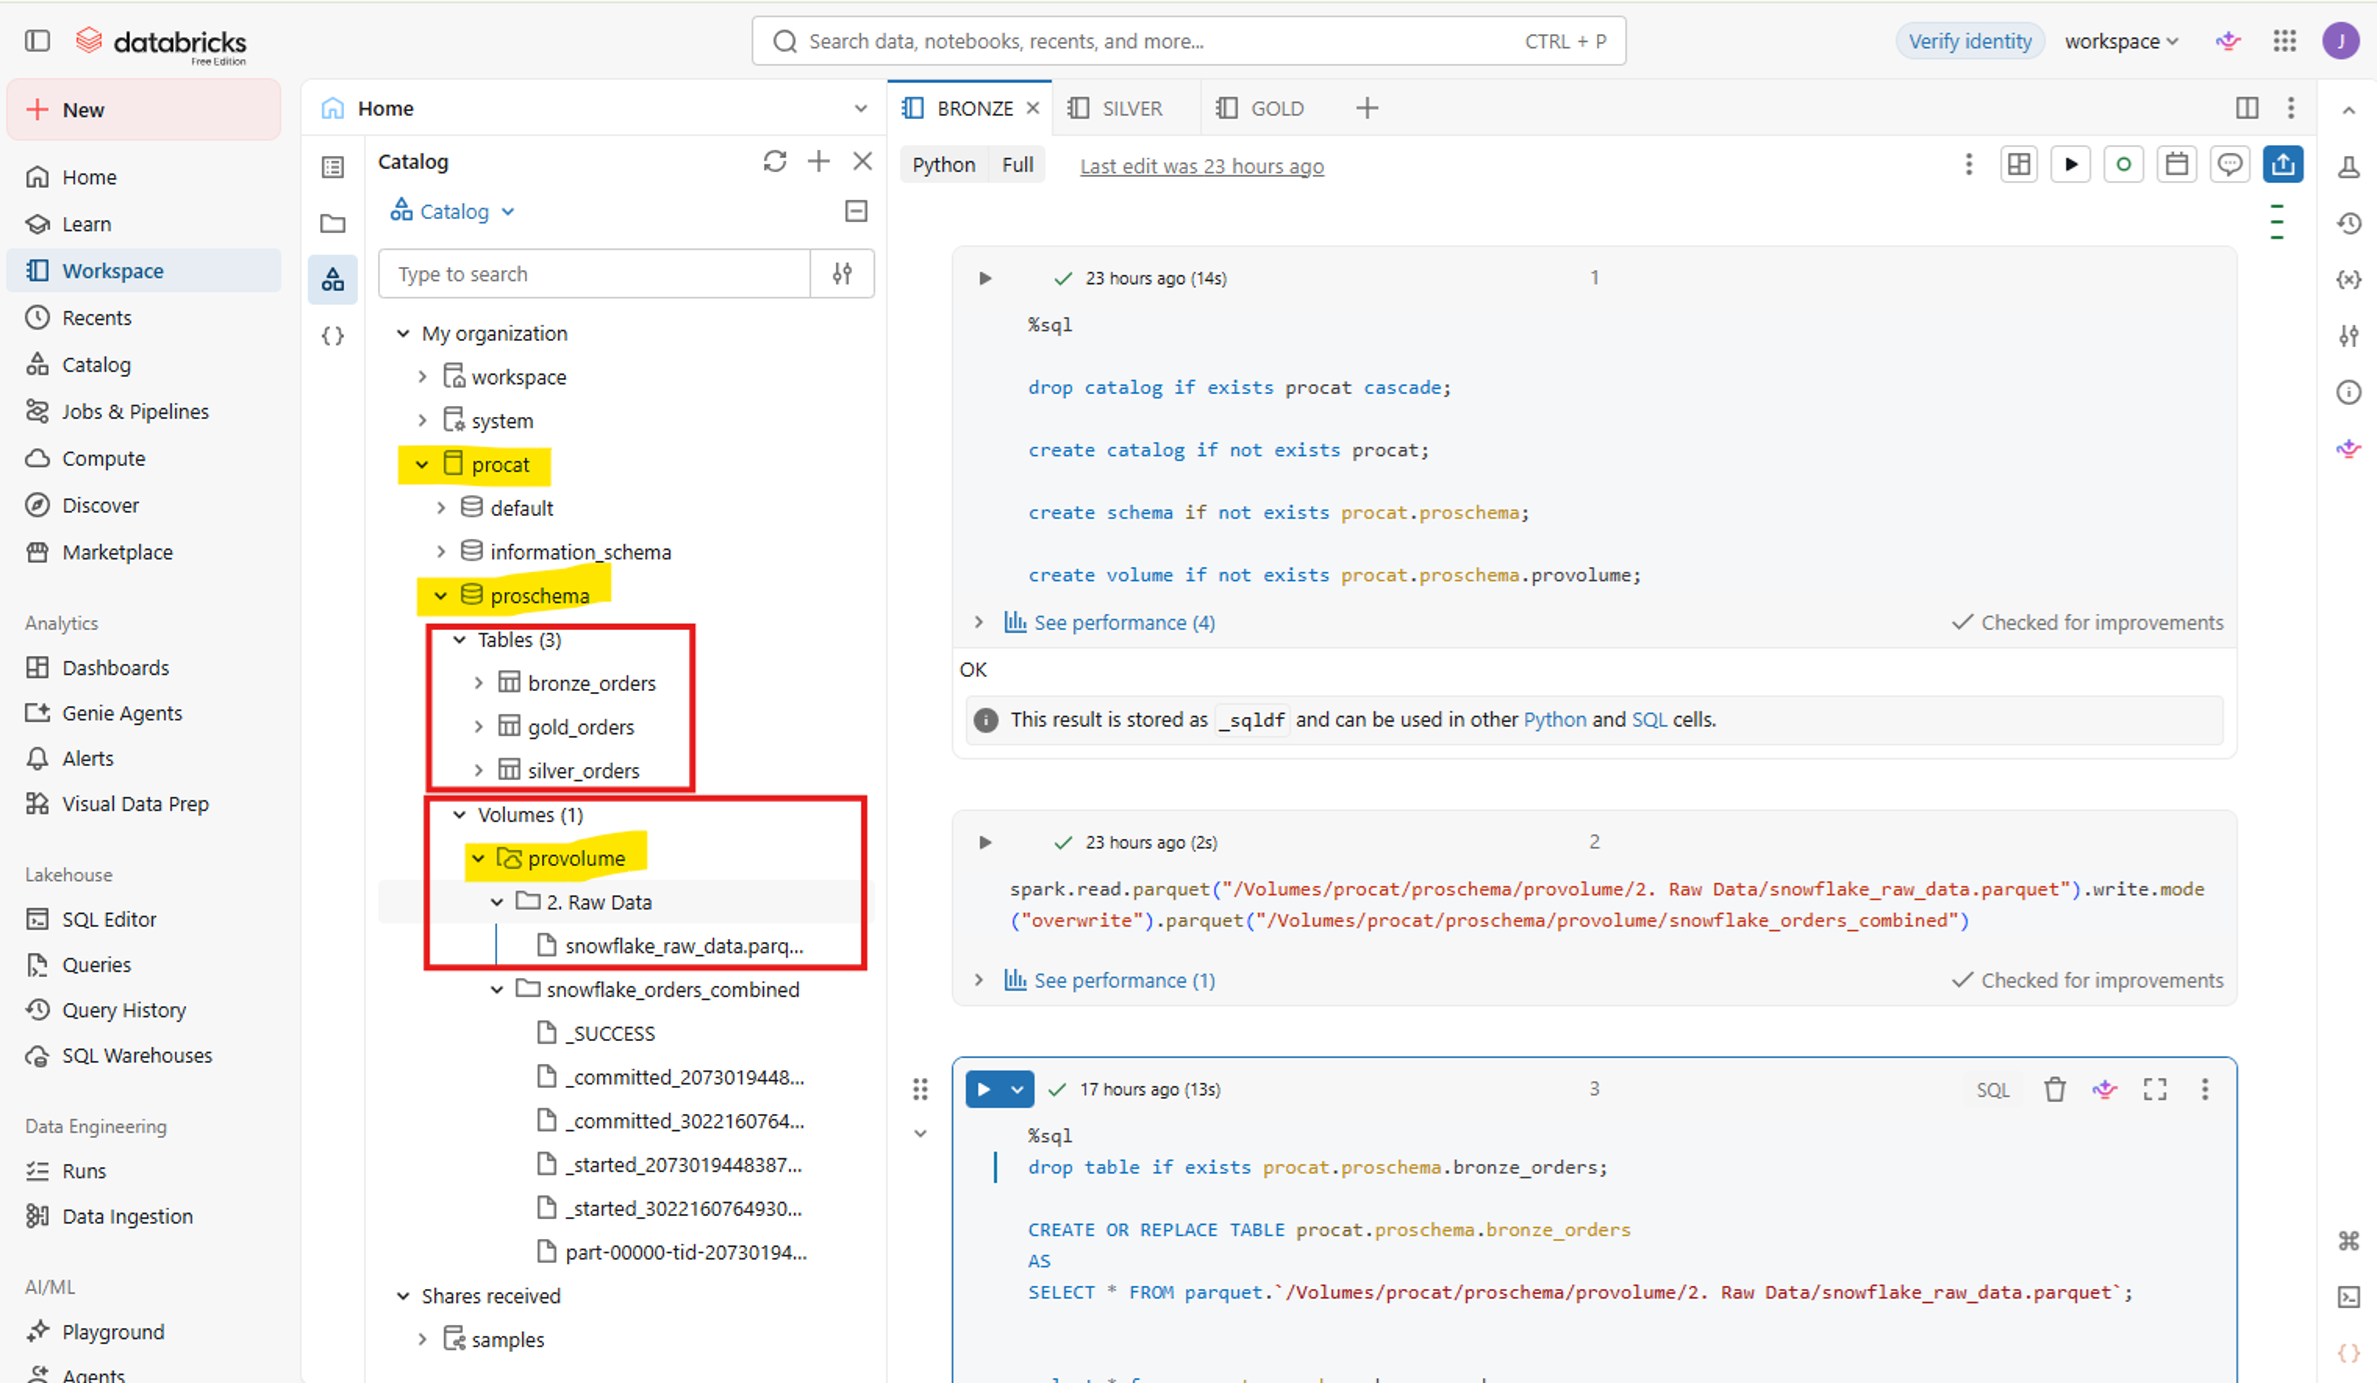 databricks
Free Edition
Search data, notebooks, recents, and more...
CTRL + P
Verify identity
workspace
J
New
Home
Learn
Workspace
Recents
Catalog
Jobs & Pipelines
Compute
Discover
Marketplace
Analytics
Dashboards
Genie Agents
Alerts
Visual Data Prep
Lakehouse
SQL Editor
Queries
Query History
SQL Warehouses
Data Engineering
Runs
Data Ingestion
AI/ML
Playground
Agents
Home
Catalog
Catalog
Type to search
My organization
workspace
system
procat
default
information_schema
proschema
Tables (3)
bronze_orders
gold_orders
silver_orders
Volumes (1)
provolume
2. Raw Data
snowflake_raw_data.parq...
snowflake_orders_combined
_SUCCESS
_committed_2073019448...
_committed_3022160764...
_started_2073019448387...
_started_3022160764930...
part-00000-tid-20730194...
Shares received
samples
BRONZE
SILVER
GOLD
Python
Full
Last edit was 23 hours ago
23 hours ago (14s)
1
%sql
drop catalog if exists procat cascade;
create catalog if not exists procat;
create schema if not exists procat.proschema;
create volume if not exists procat.proschema.provolume;
See performance (4)
Checked for improvements
OK
This result is stored as _sqldf and can be used in other Python and SQL cells.
23 hours ago (2s)
2
spark.read.parquet("/Volumes/procat/proschema/provolume/2. Raw Data/snowflake_raw_data.parquet").write.mode
("overwrite").parquet("/Volumes/procat/proschema/provolume/snowflake_orders_combined")
See performance (1)
Checked for improvements
17 hours ago (13s)
3
SQL
%sql
drop table if exists procat.proschema.bronze_orders;
CREATE OR REPLACE TABLE procat.proschema.bronze_orders
AS
SELECT * FROM parquet.`/Volumes/procat/proschema/provolume/2. Raw Data/snowflake_raw_data.parquet`;